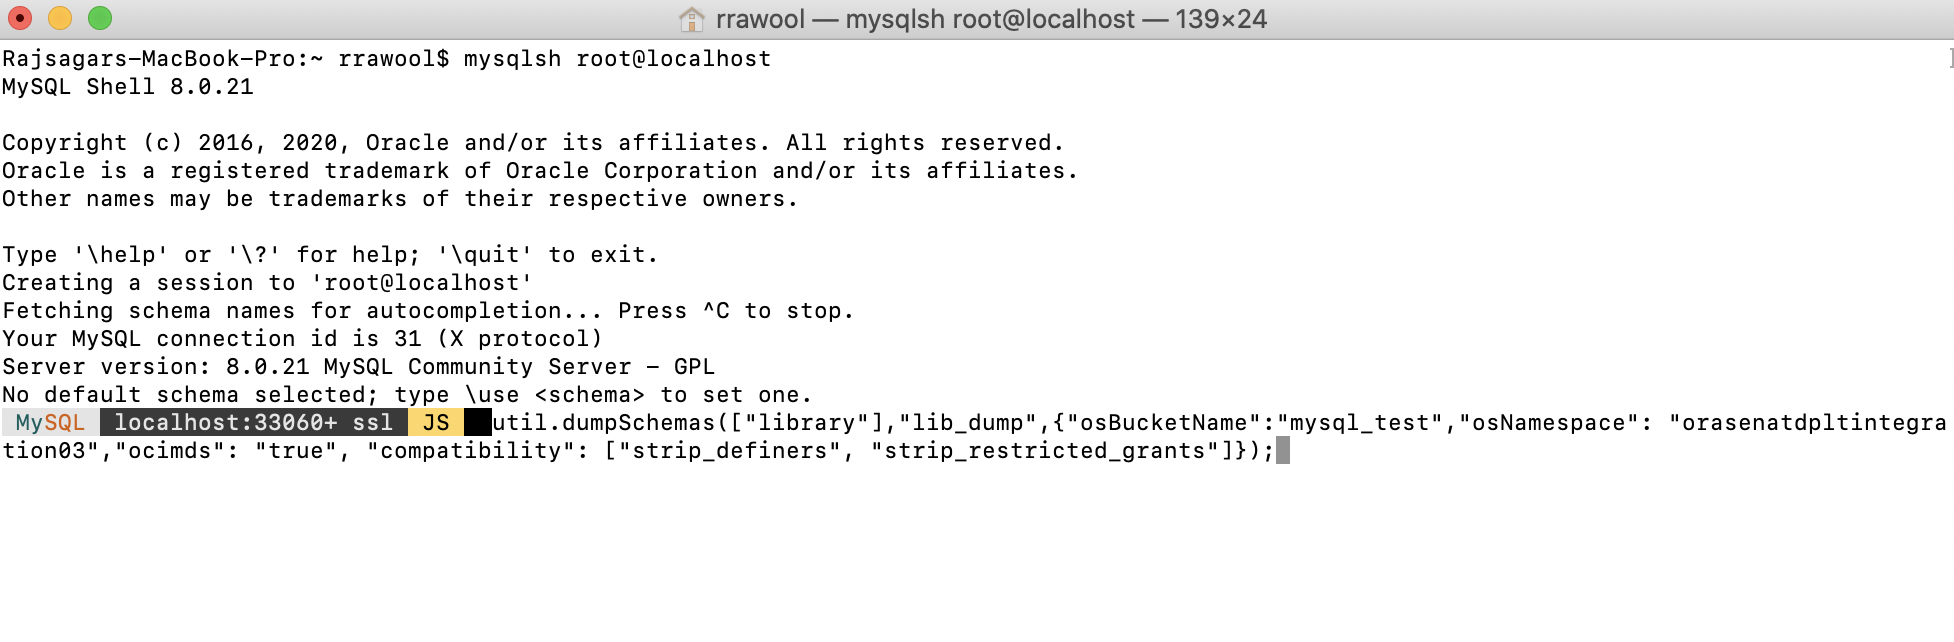 rrawool — mysqlsh root@localhost — 139×24
Rajsagars-MacBook-Pro:~ rrawool$ mysqlsh root@localhost
MySQL Shell 8.0.21
Copyright (c) 2016, 2020, Oracle and/or its affiliates. All rights reserved.
Oracle is a registered trademark of Oracle Corporation and/or its affiliates.
Other names may be trademarks of their respective owners.
Type '\help' or '\?' for help; '\quit' to exit.
Creating a session to 'root@localhost'
Fetching schema names for autocompletion... Press ^C to stop.
Your MySQL connection id is 31 (X protocol)
Server version: 8.0.21 MySQL Community Server - GPL
No default schema selected; type \use <schema> to set one.
MySQL localhost:33060+ ssl JS util.dumpSchemas(["library"],"lib_dump",{"osBucketName":"mysql_test","osNamespace": "orasenatdpltintegra
tion03","ocimds": "true", "compatibility": ["strip_definers", "strip_restricted_grants"]});